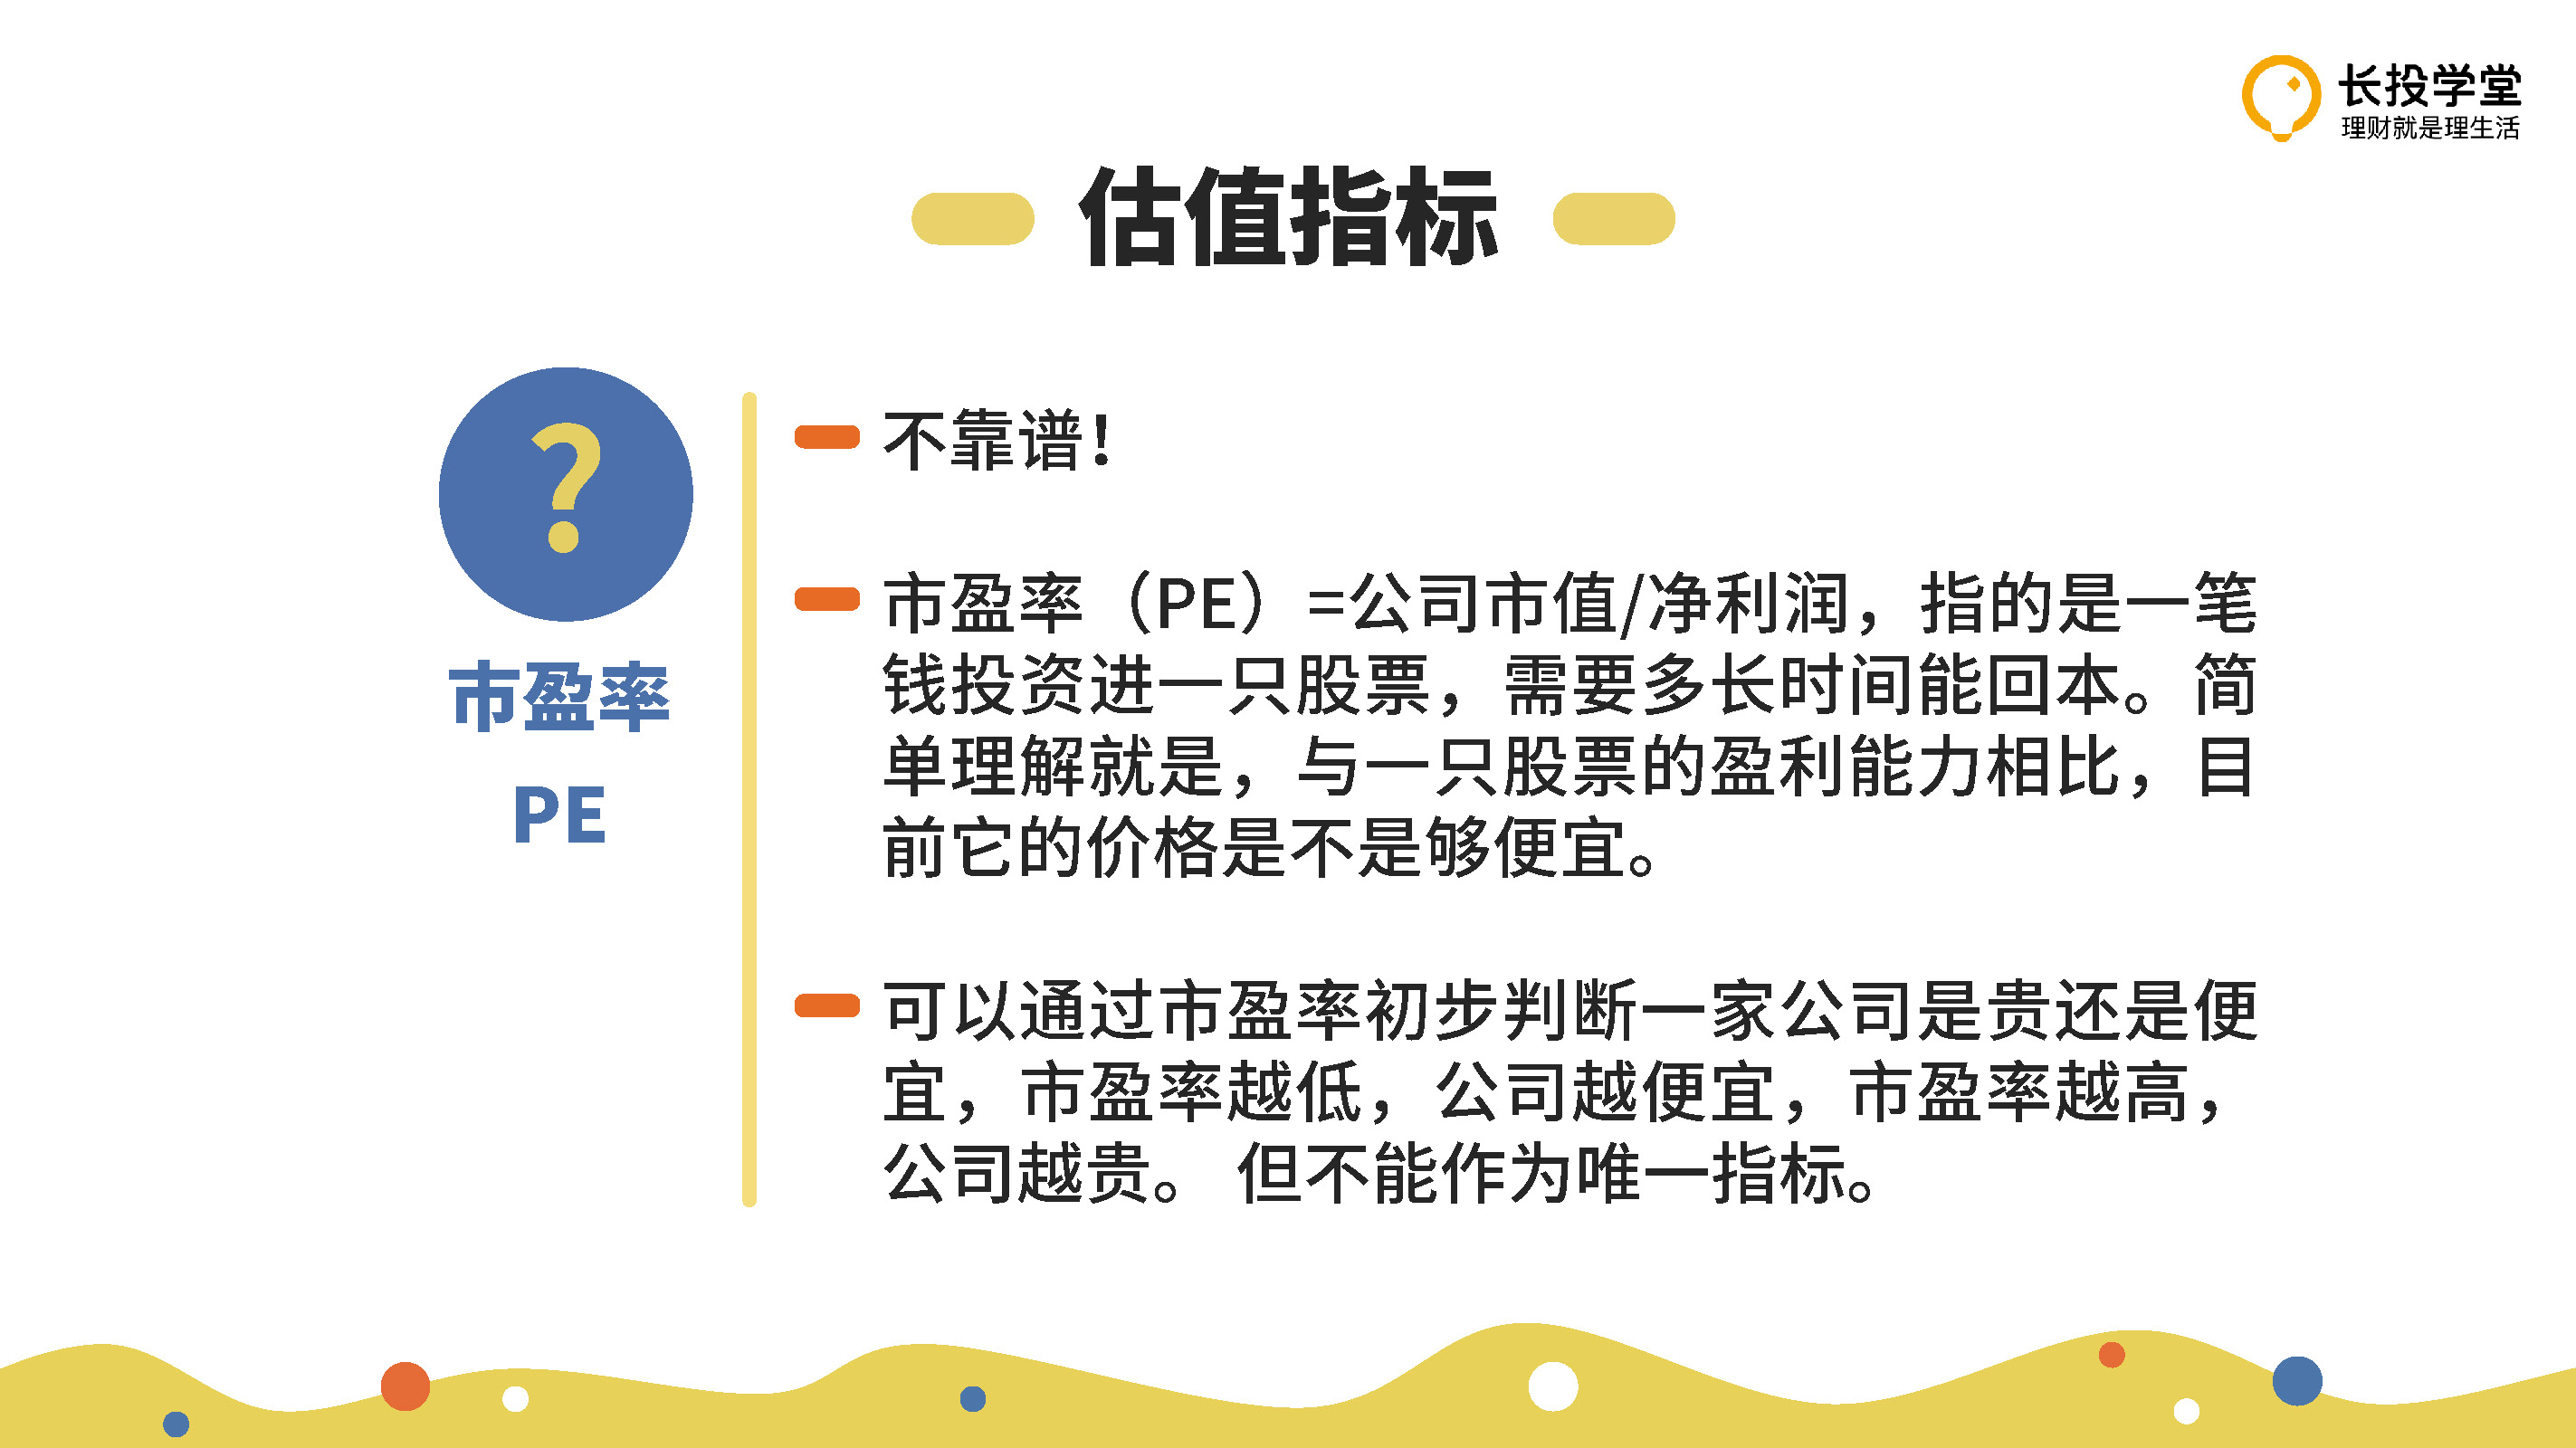 长投学堂
理财就是理生活
估值指标
?
市盈率
PE
不靠谱！
市盈率（PE）=公司市值/净利润，指的是一笔
钱投资进一只股票，需要多长时间能回本。简
单理解就是，与一只股票的盈利能力相比，目
前它的价格是不是够便宜。
可以通过市盈率初步判断一家公司是贵还是便
宜，市盈率越低，公司越便宜，市盈率越高，
公司越贵。 但不能作为唯一指标。